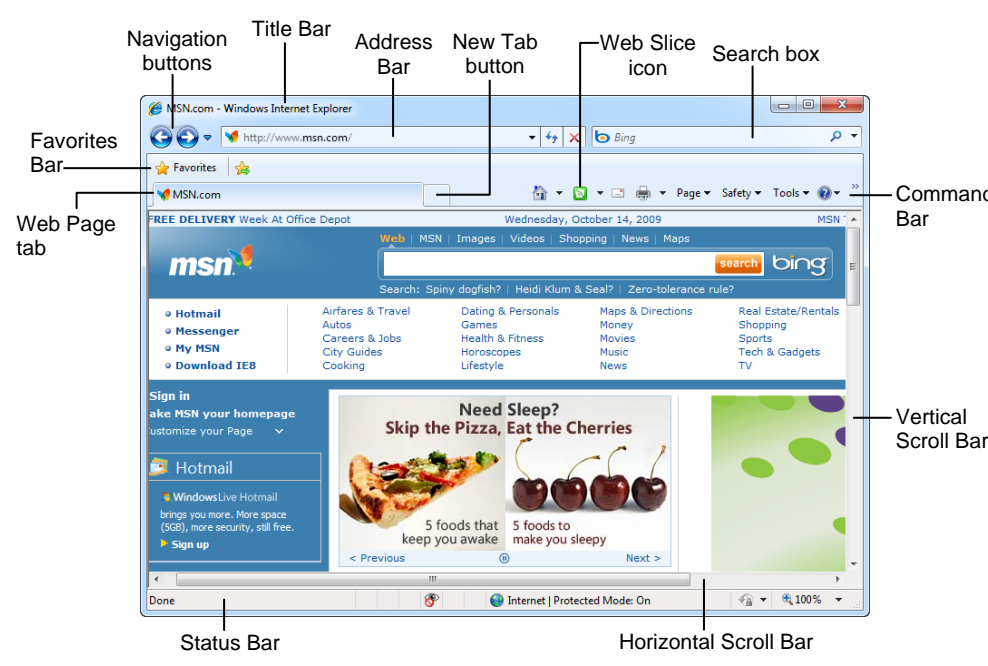 Navigation buttons
Title Bar
Address Bar
New Tab button
Web Slice icon
Search box
Favorites Bar
Web Page tab
Command Bar
Vertical Scroll Bar
Status Bar
Horizontal Scroll Bar
MSN.com - Windows Internet Explorer
http://www.msn.com/
Bing
Favorites
MSN.com
Page Safety Tools
FREE DELIVERY Week At Office Depot
Wednesday, October 14, 2009
MSN
Web | MSN | Images | Videos | Shopping | News | Maps
msn
search bing
Search: Spiny dogfish? | Heidi Klum & Seal? | Zero-tolerance rule?
Hotmail
Messenger
My MSN
Download IE8
Airfares & Travel
Autos
Careers & Jobs
City Guides
Cooking
Dating & Personals
Games
Health & Fitness
Horoscopes
Lifestyle
Maps & Directions
Money
Movies
Music
News
Real Estate/Rentals
Shopping
Sports
Tech & Gadgets
TV
Sign in
ake MSN your homepage
ustomize your Page
Hotmail
WindowsLive Hotmail
brings you more. More space
(5GB), more security, still free.
Sign up
Need Sleep?
Skip the Pizza, Eat the Cherries
5 foods that
keep you awake
5 foods to
make you sleepy
< Previous
Next >
Done
Internet | Protected Mode: On
100%